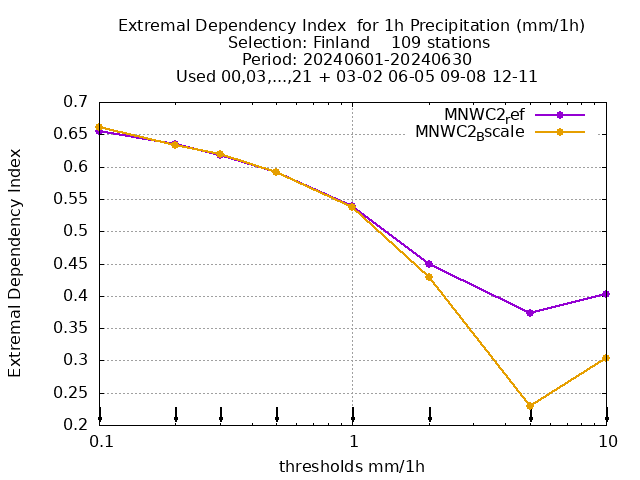 Extremal Dependency Index  for 1h Precipitation (mm/1h)
Selection: Finland    109 stations
Period: 20240601-20240630
Used 00,03,...,21 + 03-02 06-05 09-08 12-11
MNWC2ref
MNWC2Bscale
Extremal Dependency Index
0.7
0.65
0.6
0.55
0.5
0.45
0.4
0.35
0.3
0.25
0.2
0.1 1 10
thresholds mm/1h